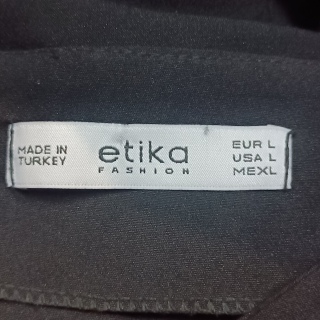 MADE IN
TURKEY
etika
FASHION
EUR L
USA L
MEXL